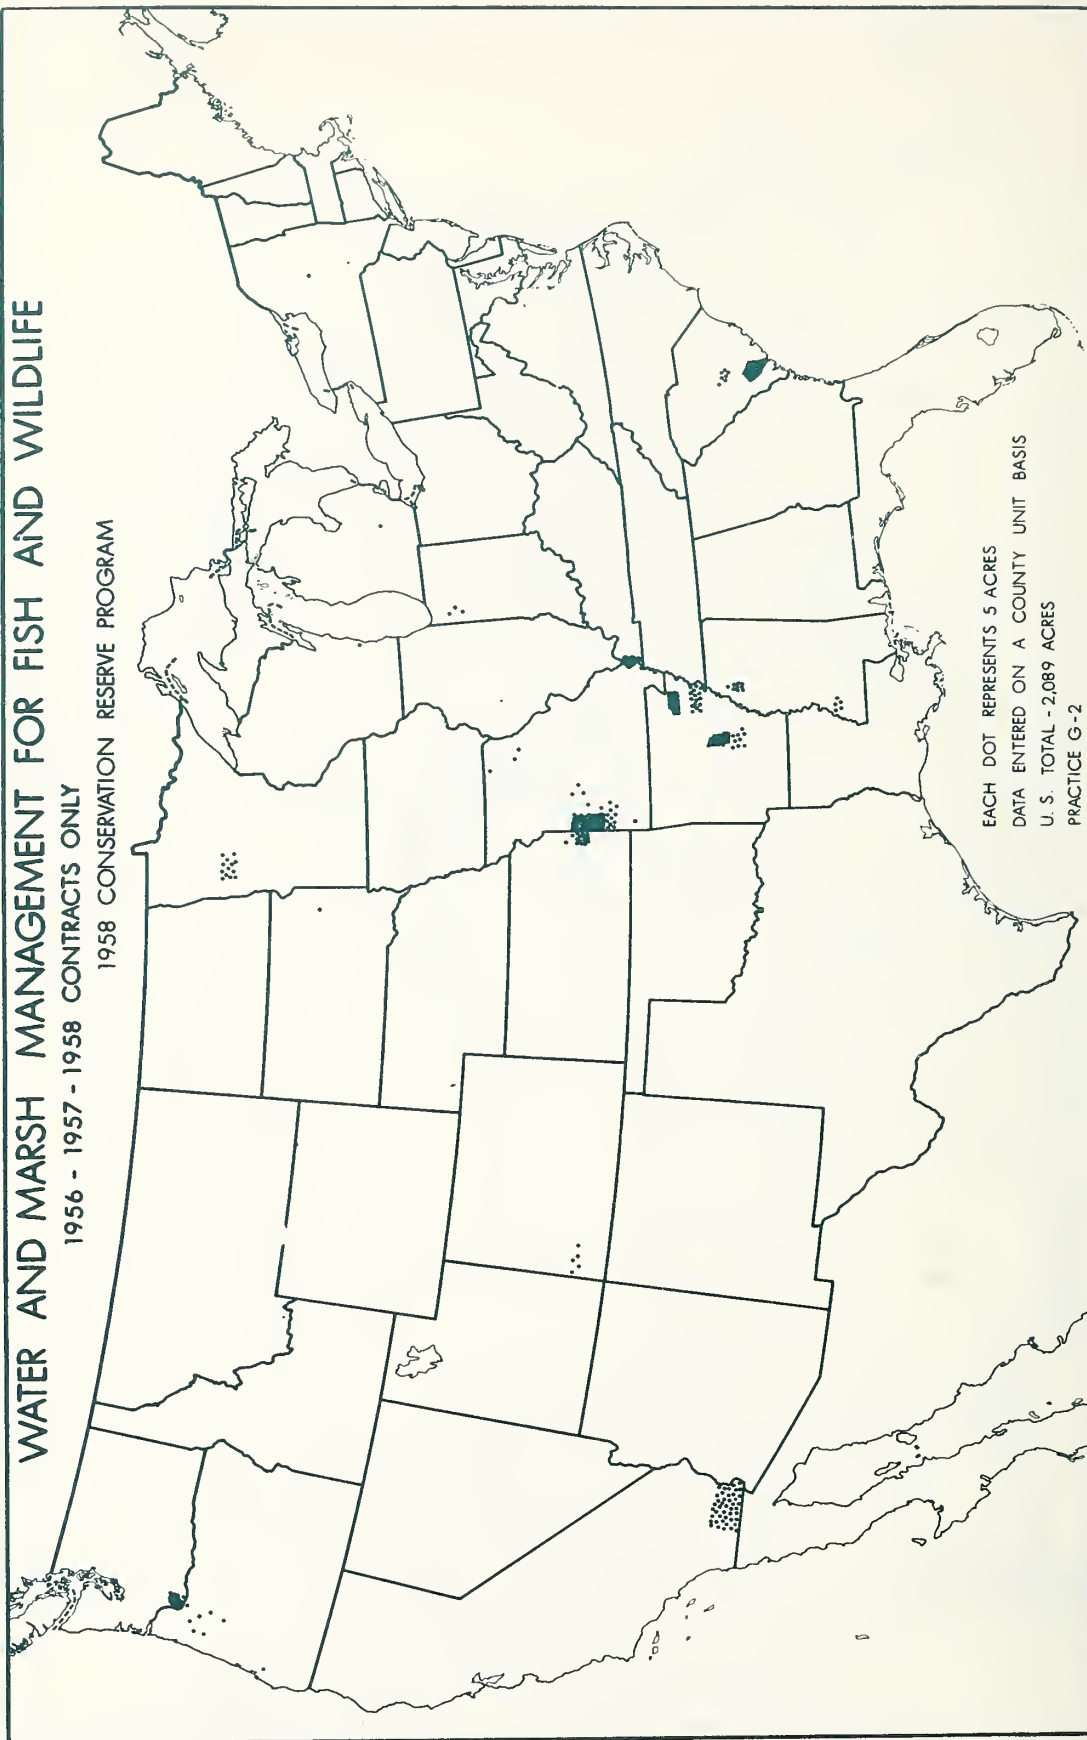 WATER AND MARSH MANAGEMENT FOR FISH AND WILDLIFE
1956 - 1957 - 1958 CONTRACTS ONLY
1958 CONSERVATION RESERVE PROGRAM
EACH DOT REPRESENTS 5 ACRES
DATA ENTERED ON A COUNTY UNIT BASIS
U. S. TOTAL - 2,089 ACRES
PRACTICE G-2